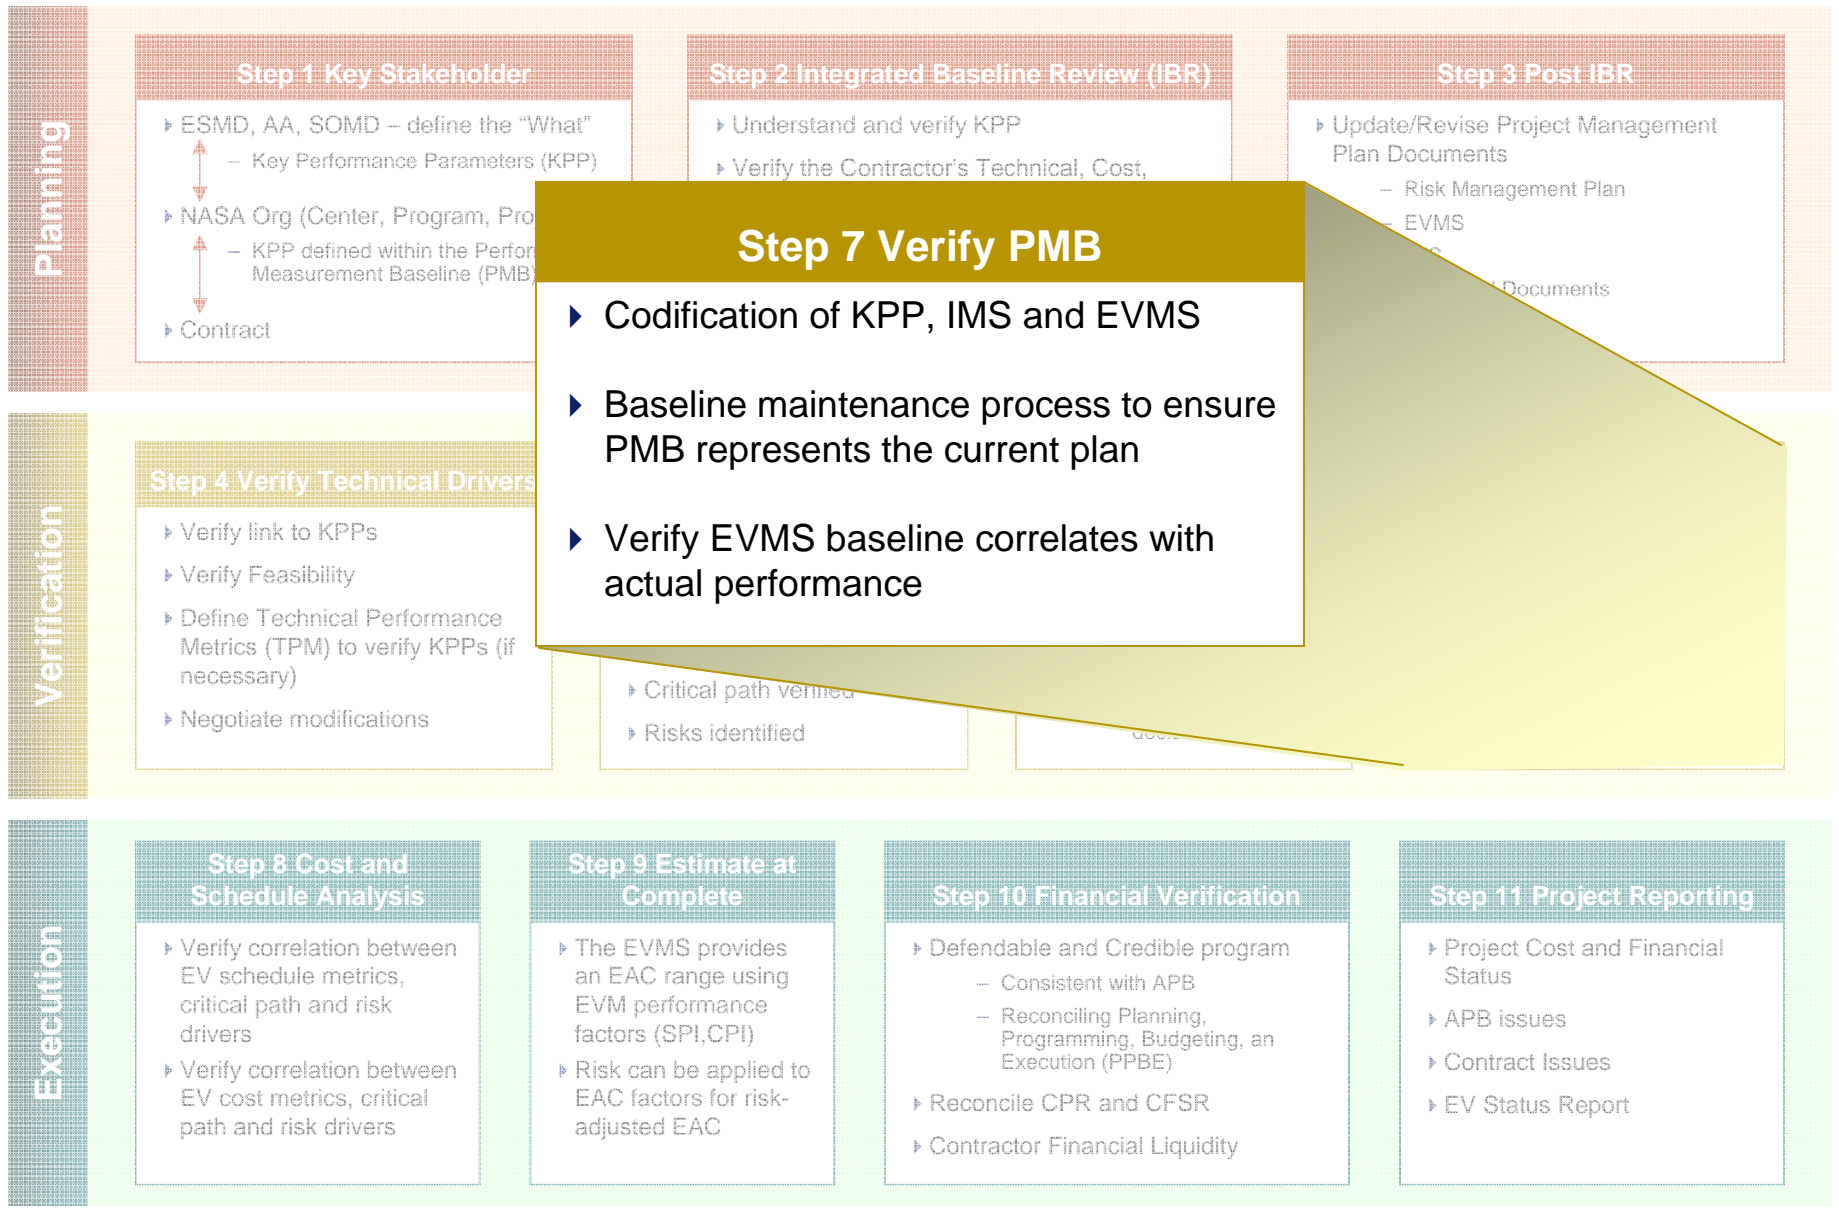 Planning
Step 1 Key Stakeholder
ESMD, AA, SOMD – define the “What”
– Key Performance Parameters (KPP)
NASA Org (Center, Program,
– KPP defined within the
Measurement Baseline (PMB)
Contract
Step 2 Integrated Baseline Review (IBR)
Understand and verify KPP
Verify the Contractor's Technical, Cost,
Step 3 Post IBR
Update/Revise Project Management
Plan Documents
– Risk Management Plan
– EVMS
Documents
Step 7 Verify PMB
Codification of KPP, IMS and EVMS
Baseline maintenance process to ensure
PMB represents the current plan
Verify EVMS baseline correlates with
actual performance
Verification
Step 4 Verify Technical Drivers
Verify link to KPPs
Verify Feasibility
Define Technical Performance
Metrics (TPM) to verify KPPs (if
necessary)
Negotiate modifications
Critical path verified
Risks identified
Execution
Step 8 Cost and
Schedule Analysis
Verify correlation between
EV schedule metrics,
critical path and risk
drivers
Verify correlation between
EV cost metrics, critical
path and risk drivers
Step 9 Estimate at
Complete
The EVMS provides
an EAC range using
EVM performance
factors (SPI,CPI)
Risk can be applied to
EAC factors for risk-
adjusted EAC
Step 10 Financial Verification
Defendable and Credible program
– Consistent with APB
– Reconciling Planning,
Programming, Budgeting, an
Execution (PPBE)
Reconcile CPR and CFSR
Contractor Financial Liquidity
Step 11 Project Reporting
Project Cost and Financial
Status
APB issues
Contract Issues
EV Status Report